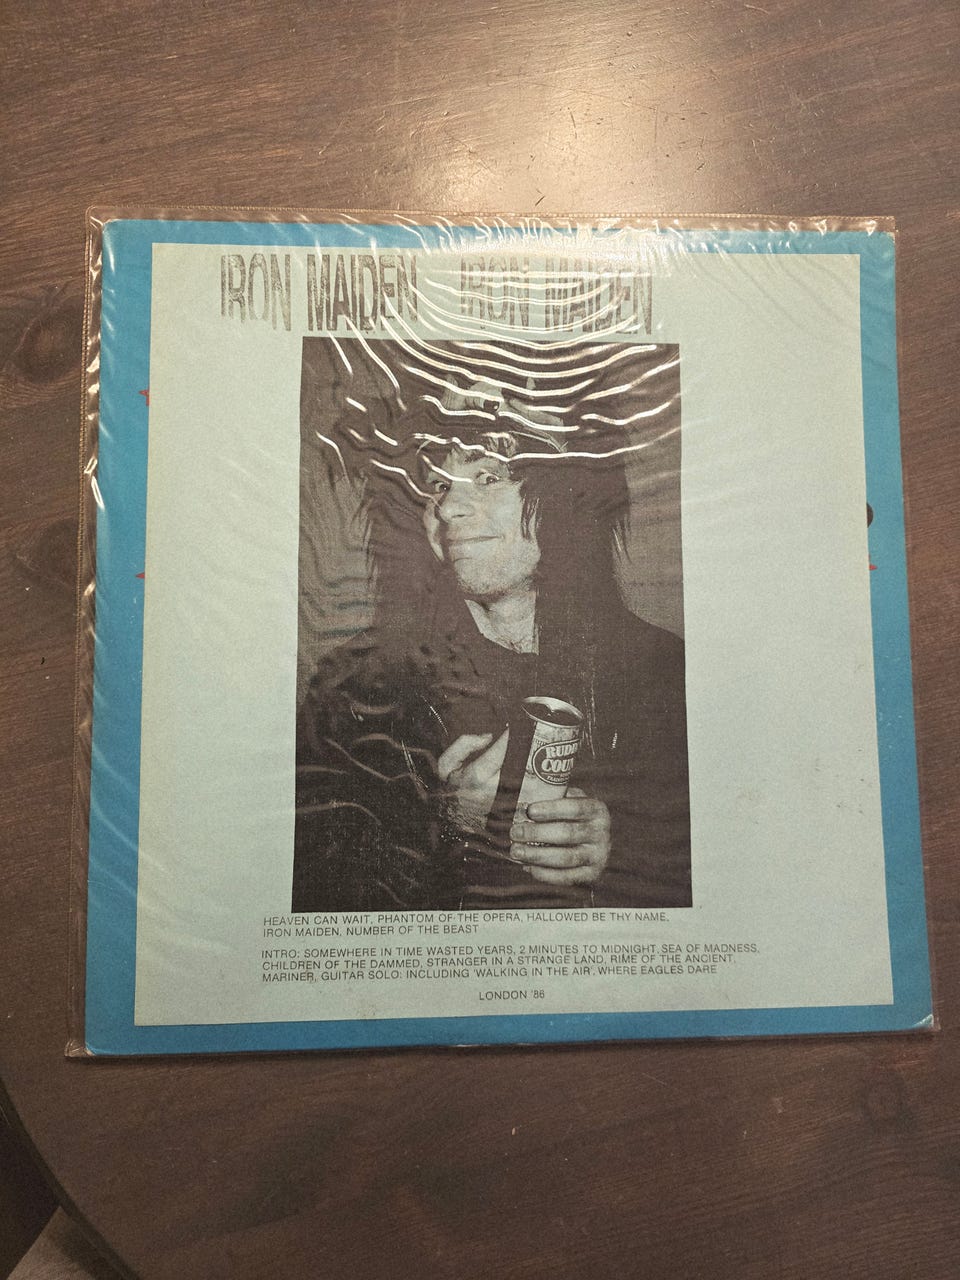 IRON MAIDEN IRON MAIDEN
RUDD
COUN
HEAVEN CAN WAIT, PHANTOM OF THE OPERA, HALLOWED BE THY NAME,
IRON MAIDEN, NUMBER OF THE BEAST
INTRO: SOMEWHERE IN TIME WASTED YEARS, 2 MINUTES TO MIDNIGHT, SEA OF MADNESS,
CHILDREN OF THE DAMMED, STRANGER IN A STRANGE LAND, RIME OF THE ANCIENT,
MARINER, GUITAR SOLO: INCLUDING 'WALKING IN THE AIR', WHERE EAGLES DARE
LONDON '86